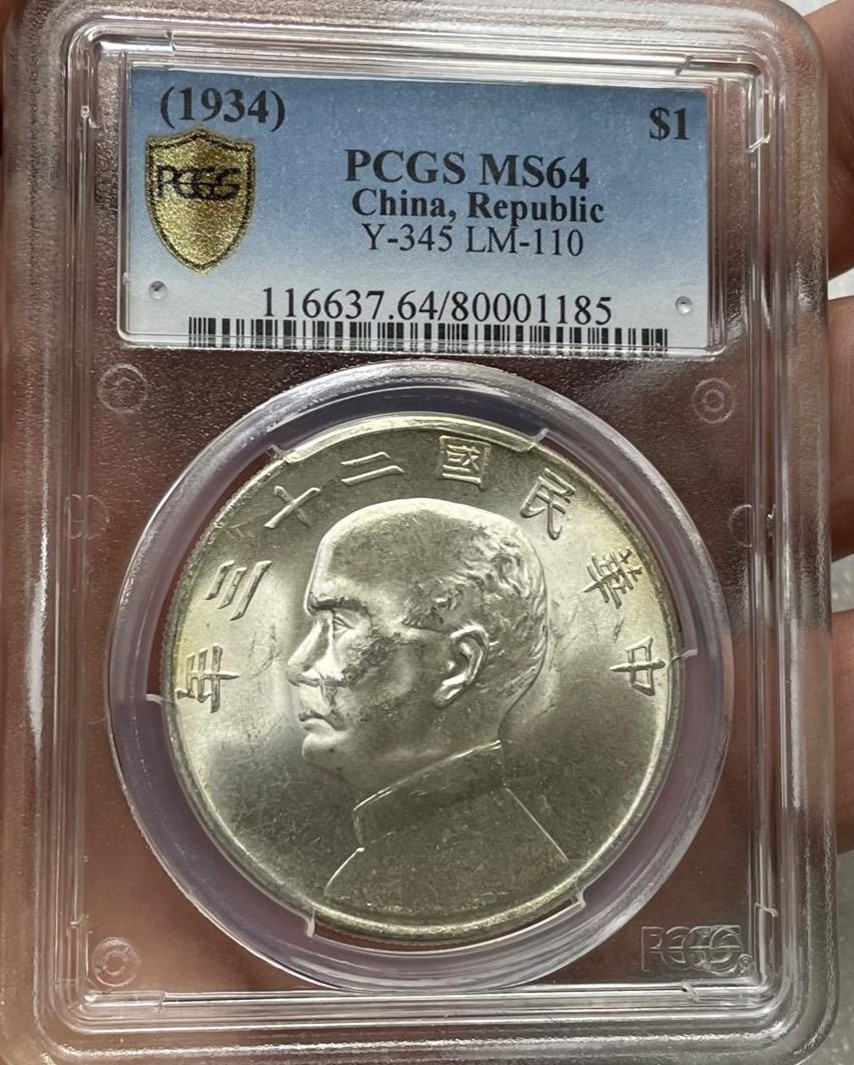 (1934) $1
PCGS
PCGS MS64
China, Republic
Y-345 LM-110
116637.64/80001185
中華民國二十三年
PCGS